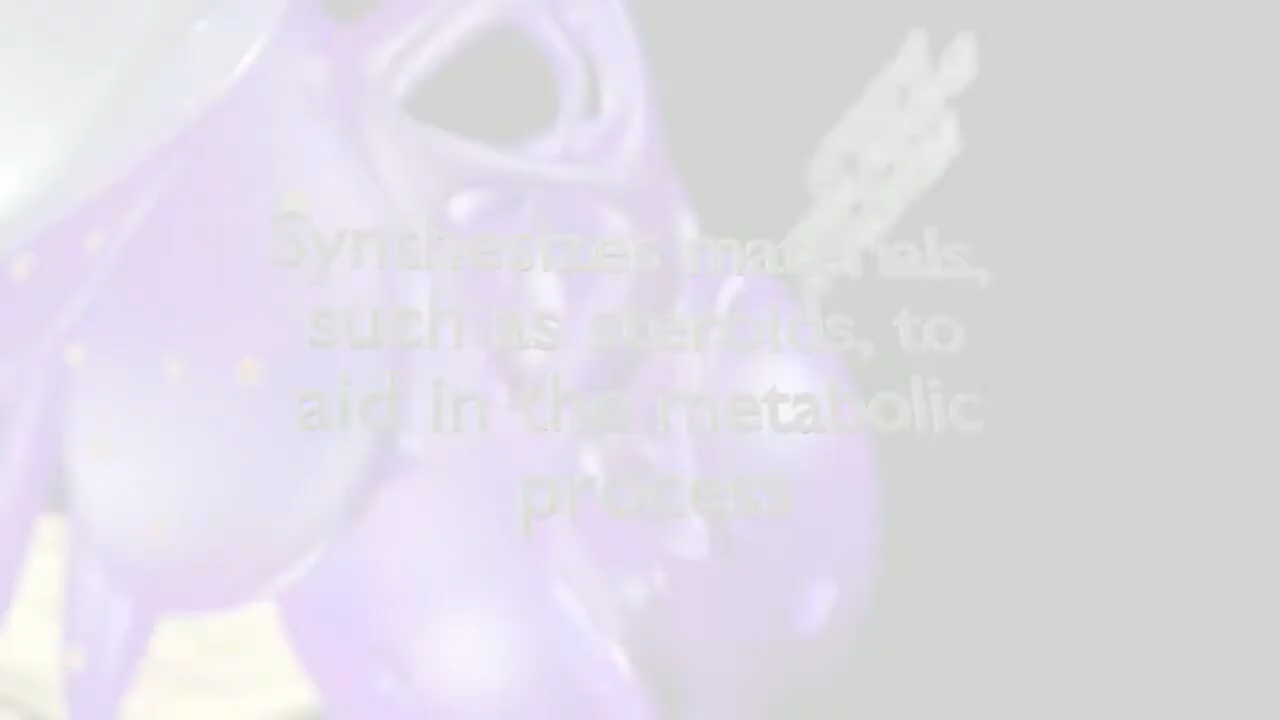 Synthesizes materials,
such as steroids, to
aid in the metabolic
process